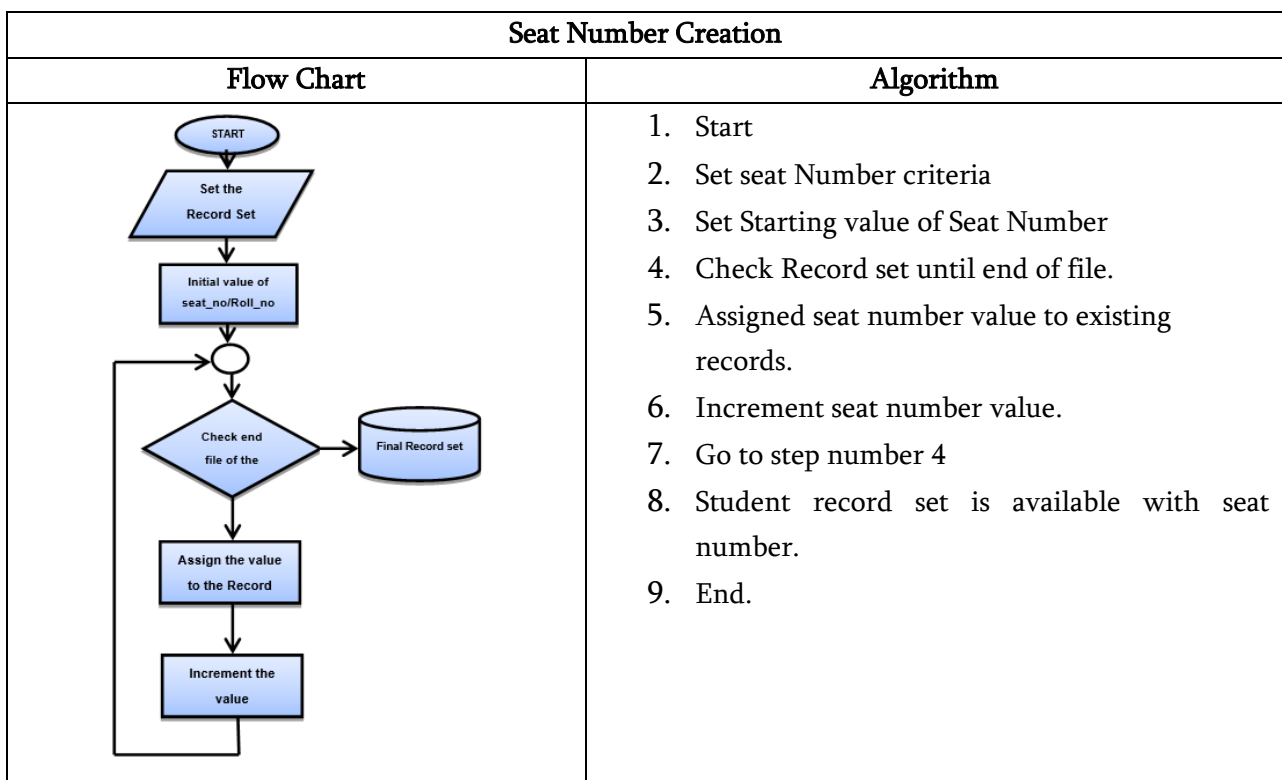 Seat Number Creation
Flow Chart
Algorithm
START
Set the
Record Set
Initial value of
seat_no/Roll_no
Check end
file of the
Final Record set
Assign the value
to the Record
Increment the
value
1. Start
2. Set seat Number criteria
3. Set Starting value of Seat Number
4. Check Record set until end of file.
5. Assigned seat number value to existing
records.
6. Increment seat number value.
7. Go to step number 4
8. Student record set is available with seat
number.
9. End.